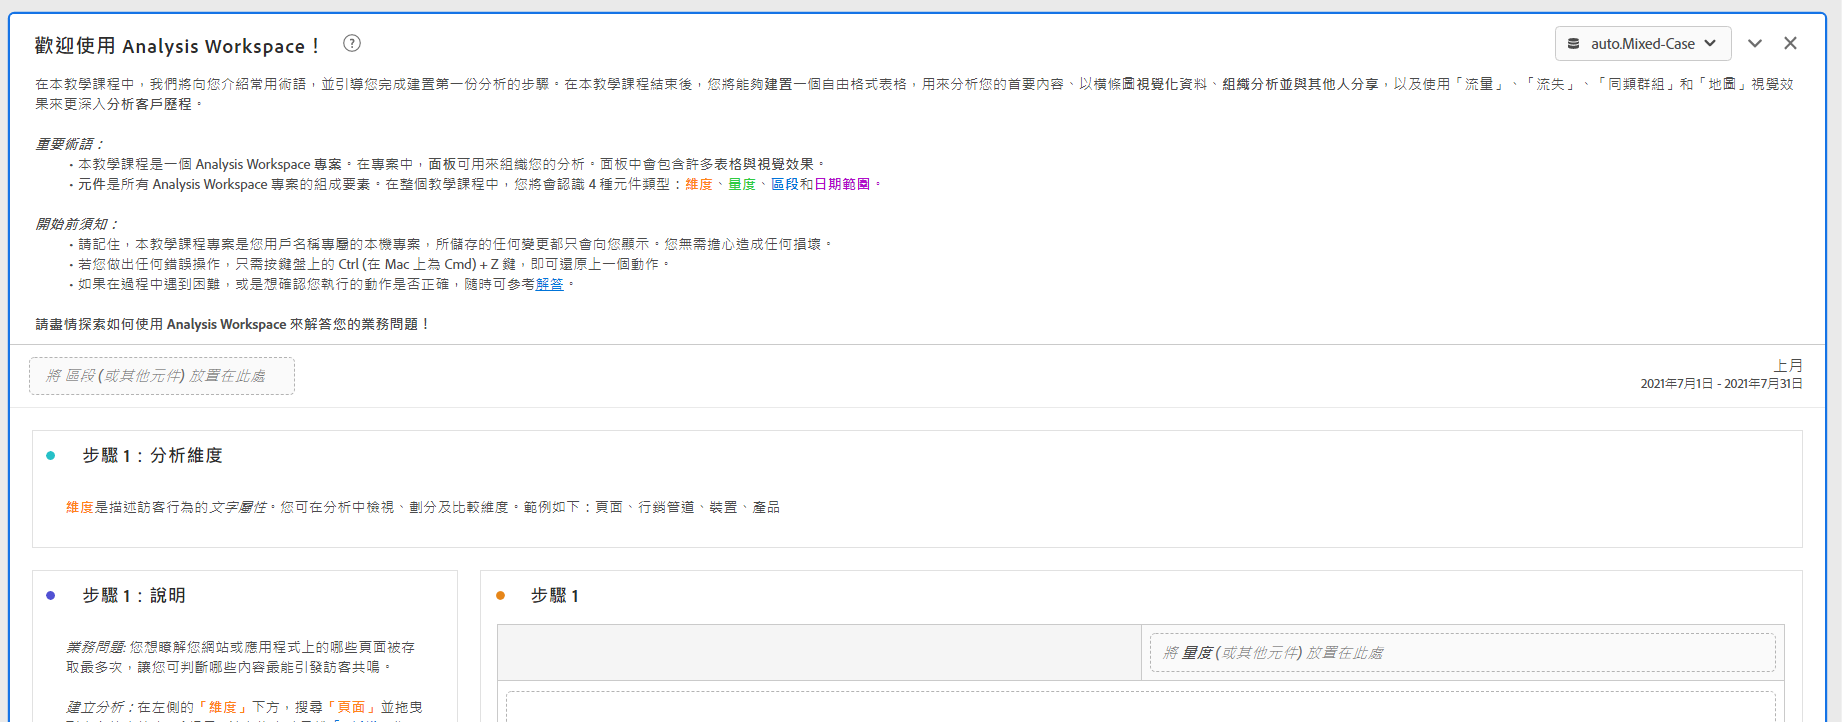 歡迎使用 Analysis Workspace！
auto.Mixed-Case
在本教學課程中，我們將向您介紹常用術語，並引導您完成建置第一份分析的步驟。在本教學課程結束後，您將能夠建置一個自由格式表格，用來分析您的首要內容、以橫條圖視覺化資料、組織分析並與其他人分享，以及使用「流量」、「流失」、「同類群組」和「地圖」視覺效
果來更深入分析客戶歷程。
重要術語：
• 本教學課程是一個 Analysis Workspace 專案。在專案中，面板可用來組織您的分析。面板中會包含許多表格與視覺效果。
• 元件是所有 Analysis Workspace 專案的組成要素。在整個教學課程中，您將會認識 4 種元件類型：維度、量度、區段和日期範圍。
開始前須知：
• 請記住，本教學課程專案是您用戶名稱專屬的本機專案，所儲存的任何變更都只會向您顯示。您無需擔心造成任何損壞。
• 若您做出任何錯誤操作，只需按鍵盤上的 Ctrl (在 Mac 上為 Cmd) + Z 鍵，即可還原上一個動作。
• 如果在過程中遇到困難，或是想確認您執行的動作是否正確，隨時可參考解答。
請盡情探索如何使用 Analysis Workspace 來解答您的業務問題！
將 區段 (或其他元件) 放置在此處
上月
2021年7月1日 - 2021年7月31日
步驟 1：分析維度
維度是描述訪客行為的文字屬性。您可在分析中檢視、劃分及比較維度。範例如下：頁面、行銷管道、裝置、產品
步驟 1：說明
業務問題: 您想瞭解您網站或應用程式上的哪些頁面被存
取最多次，讓您可判斷哪些內容最能引發訪客共鳴。
建立分析：在左側的「維度」下方，搜尋「頁面」並拖曳
步驟 1
將 量度 (或其他元件) 放置在此處